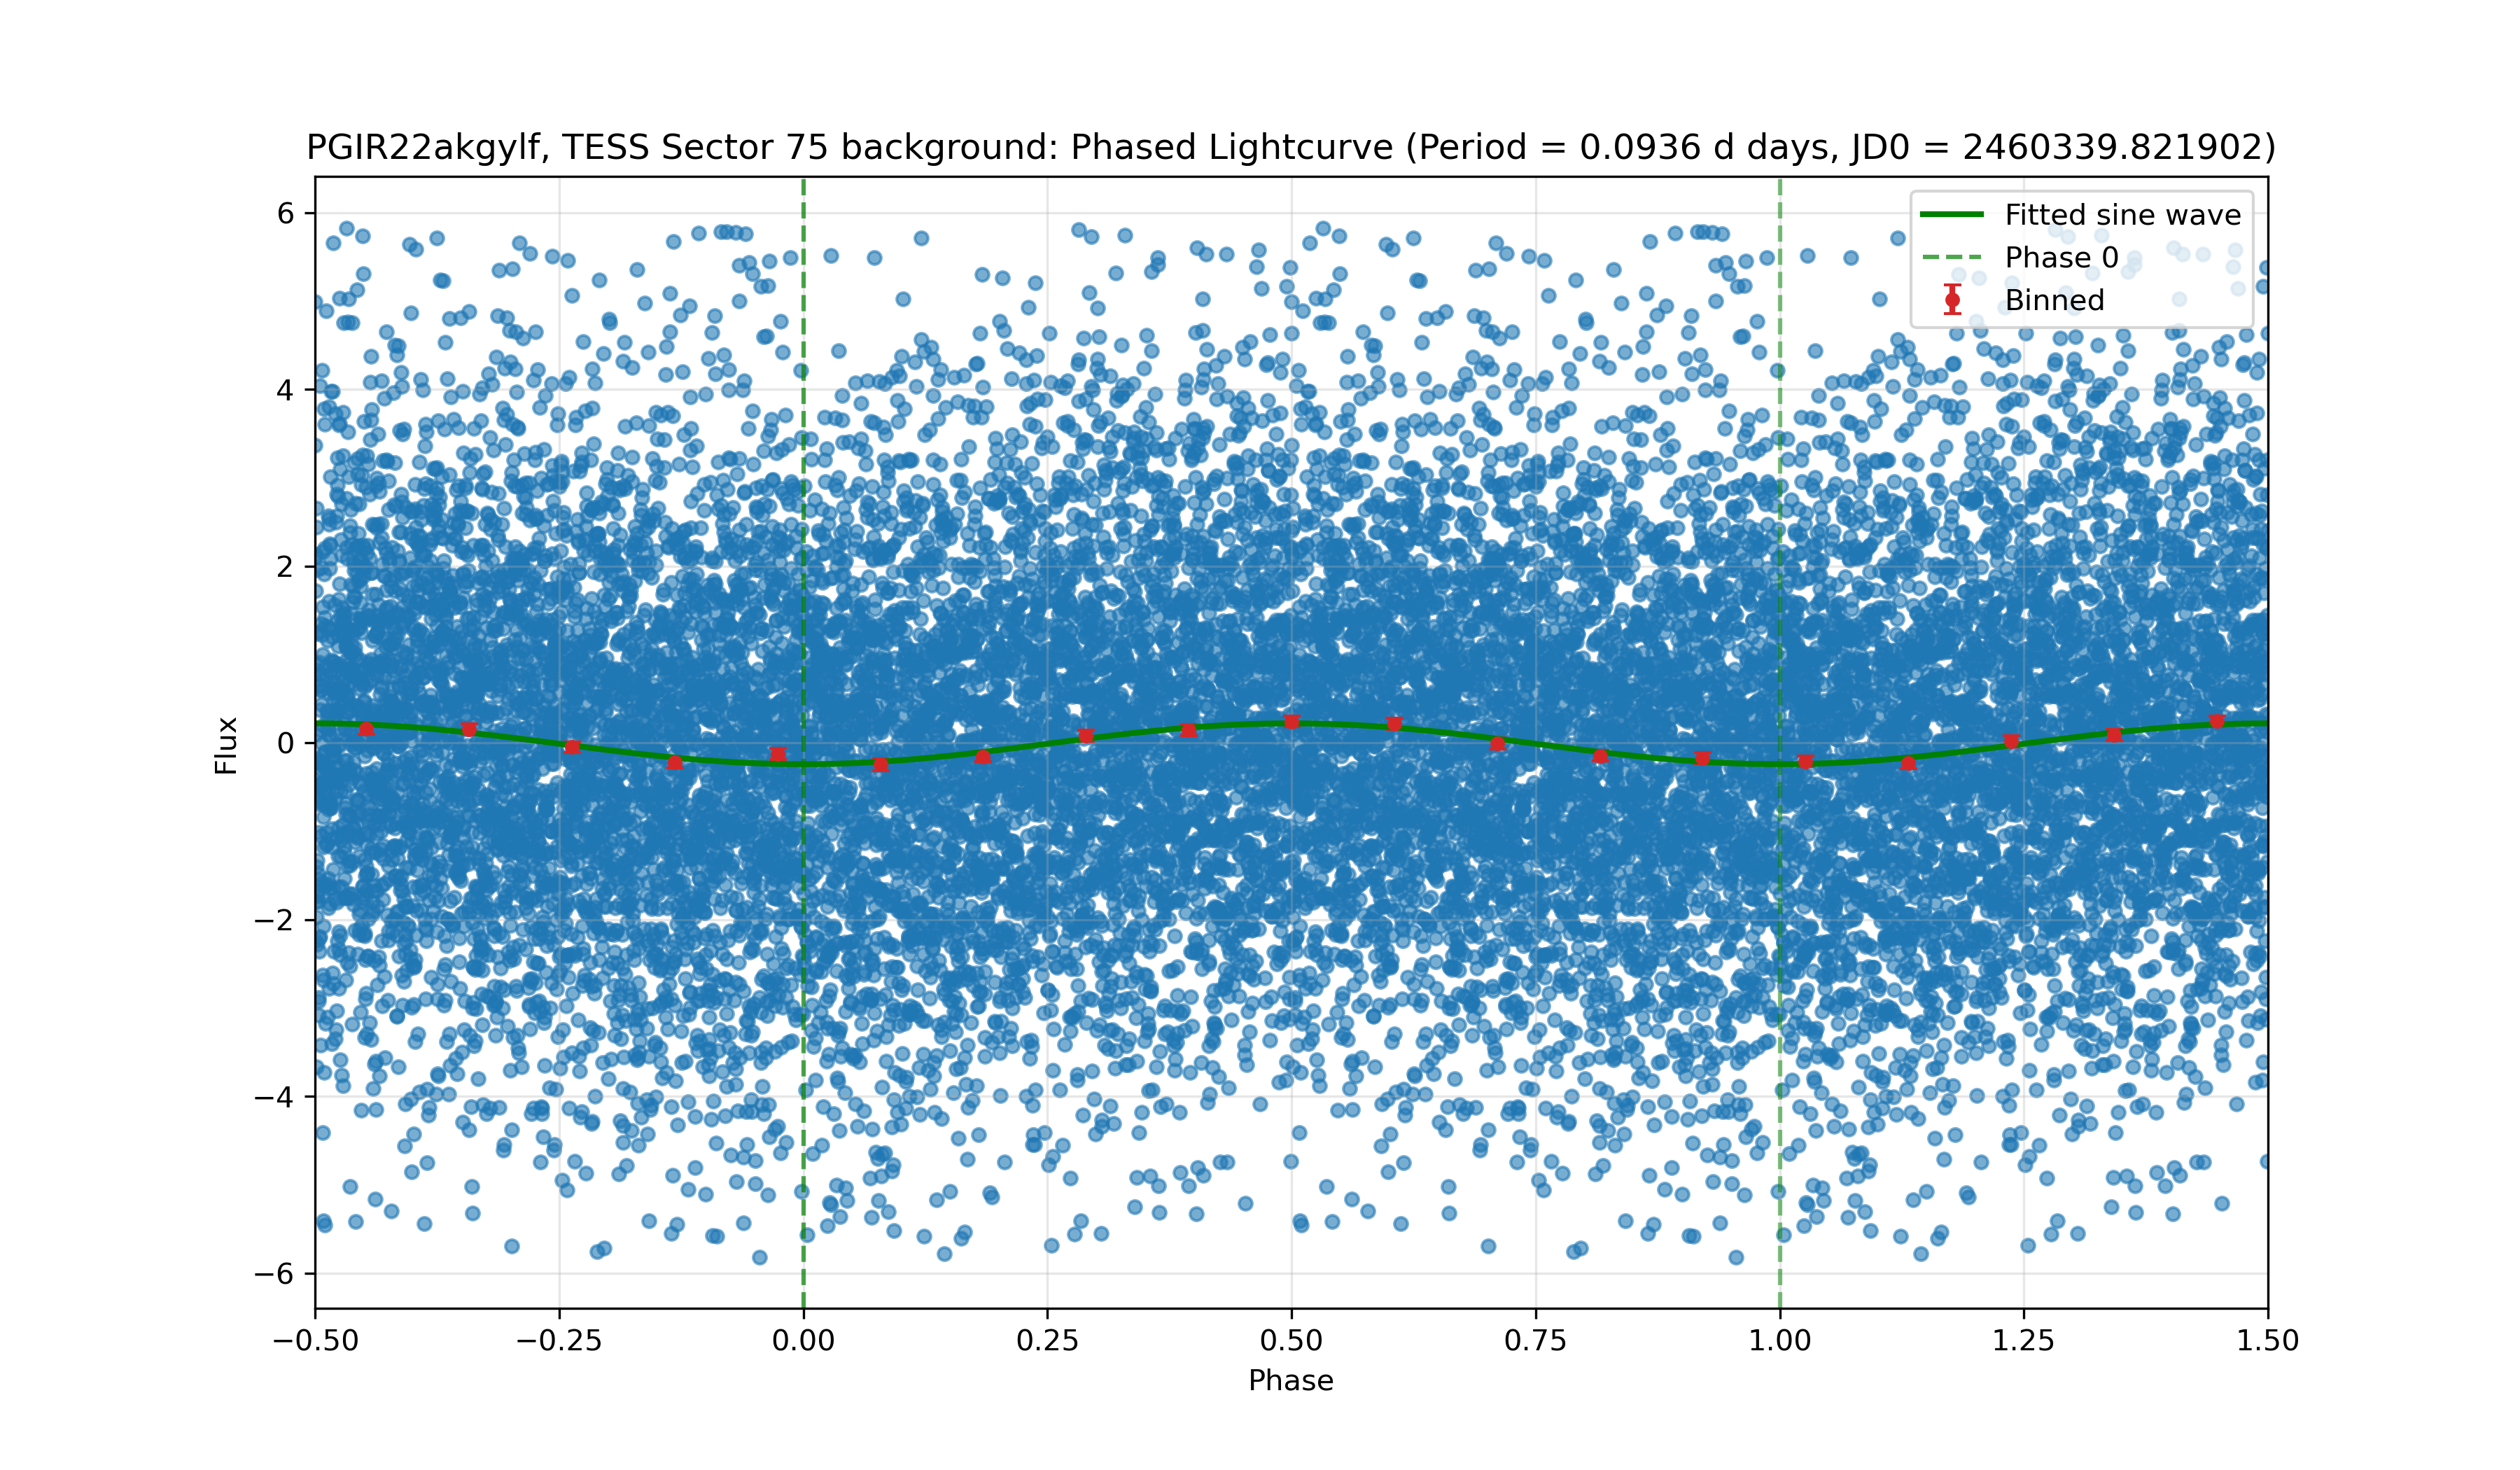 PGIR22akgylf, TESS Sector 75 background: Phased Lightcurve (Period = 0.0936 d days, JD0 = 2460339.821902)
Fitted sine wave
Phase 0
Binned
6
4
2
0
−2
−4
−6
Flux
−0.50 −0.25 0.00 0.25 0.50 0.75 1.00 1.25 1.50
Phase